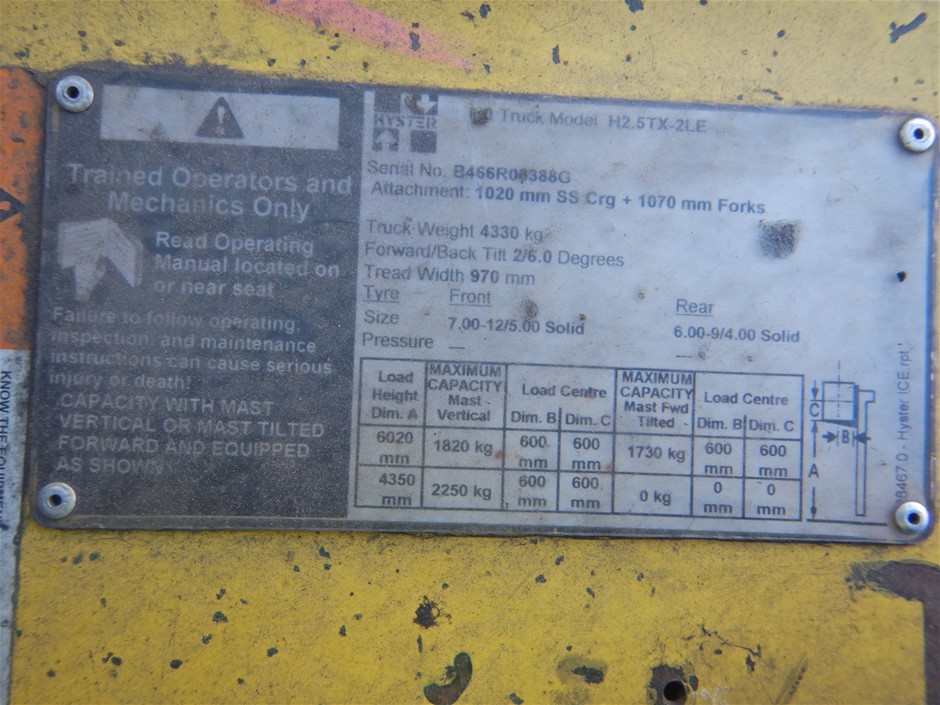 Trained Operators and
Mechanics Only
Read Operating
Manual located on
or near seat
Failure to follow operating,
inspection, and maintenance
instructions can cause serious
injury or death!
CAPACITY WITH MAST
VERTICAL OR MAST TILTED
FORWARD AND EQUIPPED
AS SHOWN
HYSTER
Truck Model H2.5TX-2LE
Serial No.
Attachment: 1020 mm SS Crg + 1070 mm Forks
Truck Weight 4330 kg
Forward/Back Tilt 2/6.0 Degrees
Tread Width 970 mm
Tyre Front Rear
Size 7.00-12/5.00 Solid 6.00-9/4.00 Solid
Pressure — —
Load Height Dim. A MAXIMUM CAPACITY Mast - Vertical Load Centre Dim. B Dim. C MAXIMUM CAPACITY Mast Fwd Tilted - Load Centre Dim. B Dim. C
6020 mm 1820 kg 600 mm 600 mm 1730 kg 600 mm 600 mm
4350 mm 2250 kg 600 mm 600 mm 0 kg 0 mm 0 mm
C
B
A
Hyster ICE.rpt
KNOW THE